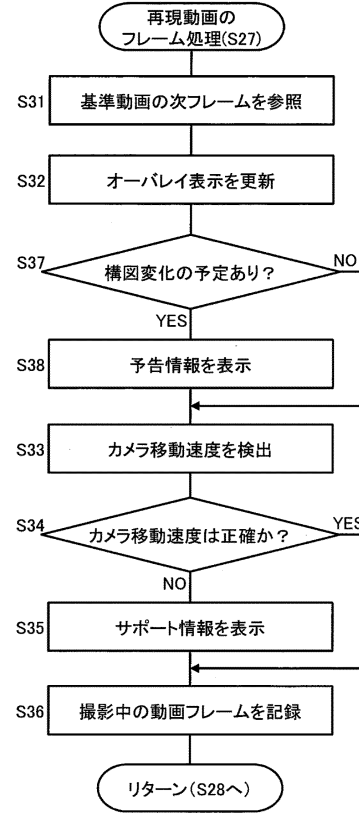 再現動画の
フレーム処理(S27)
S31
基準動画の次フレームを参照
S32
オーバレイ表示を更新
S37
構図変化の予定あり?
NO
YES
S38
予告情報を表示
S33
カメラ移動速度を検出
S34
カメラ移動速度は正確か?
YES
NO
S35
サポート情報を表示
S36
撮影中の動画フレームを記録
リターン(S28へ)